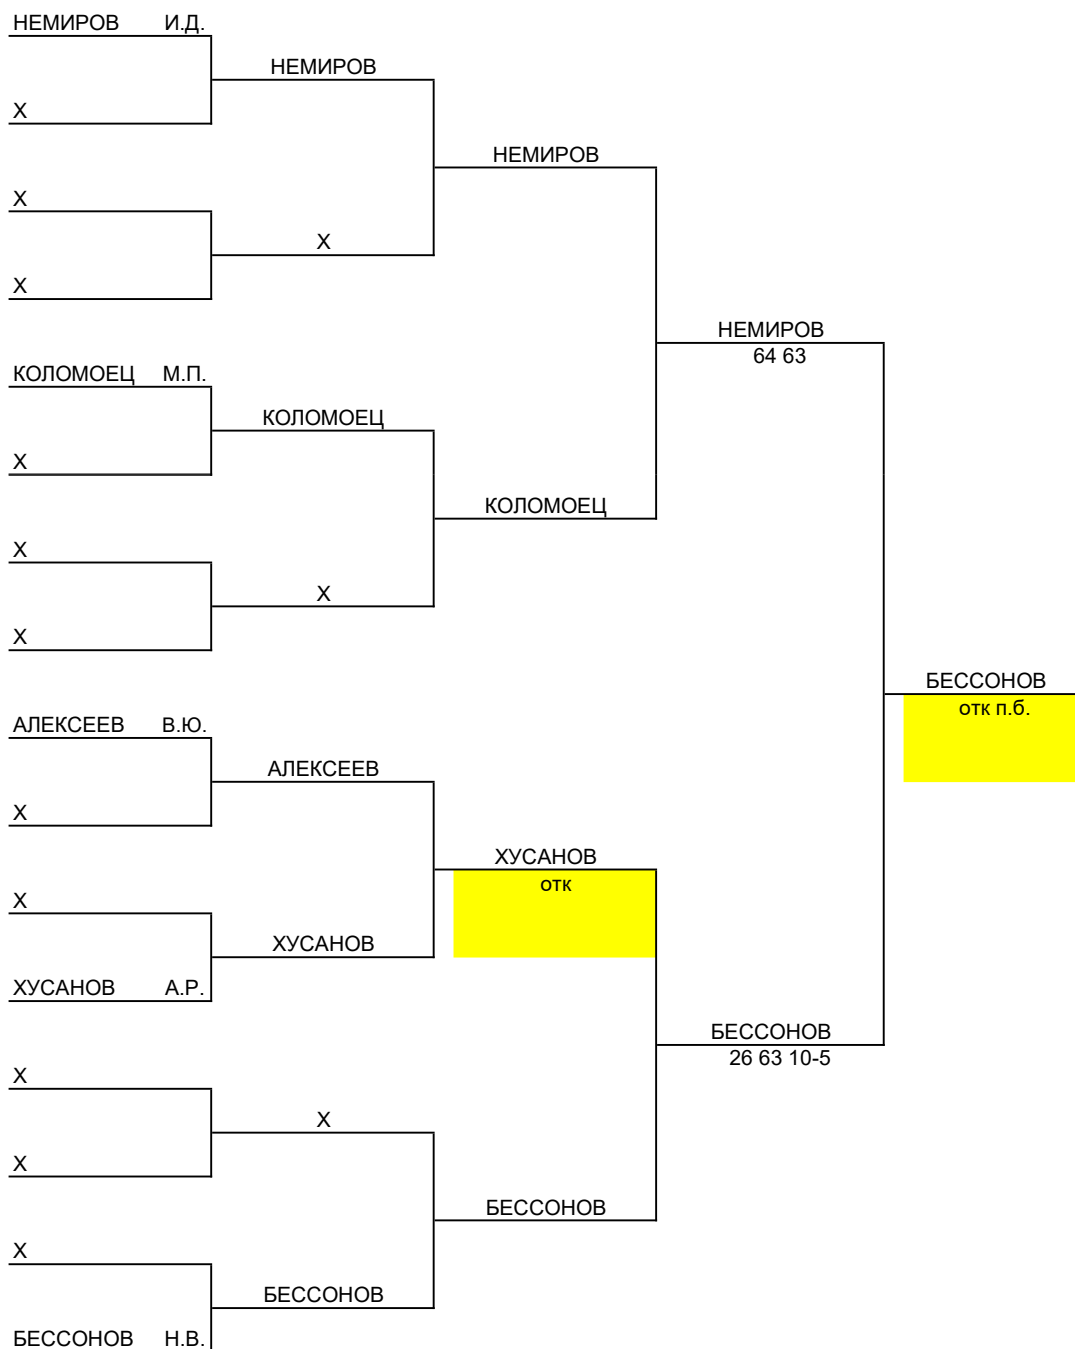 НЕМИРОВ И.Д.
НЕМИРОВ
X
НЕМИРОВ
X
X
X
НЕМИРОВ
64 63
КОЛОМОЕЦ М.П.
КОЛОМОЕЦ
X
КОЛОМОЕЦ
X
X
X
БЕССОНОВ
отк п.б.
АЛЕКСЕЕВ В.Ю.
АЛЕКСЕЕВ
X
ХУСАНОВ
отк
X
ХУСАНОВ
ХУСАНОВ А.Р.
БЕССОНОВ
26 63 10-5
X
X
X
БЕССОНОВ
X
БЕССОНОВ
БЕССОНОВ Н.В.